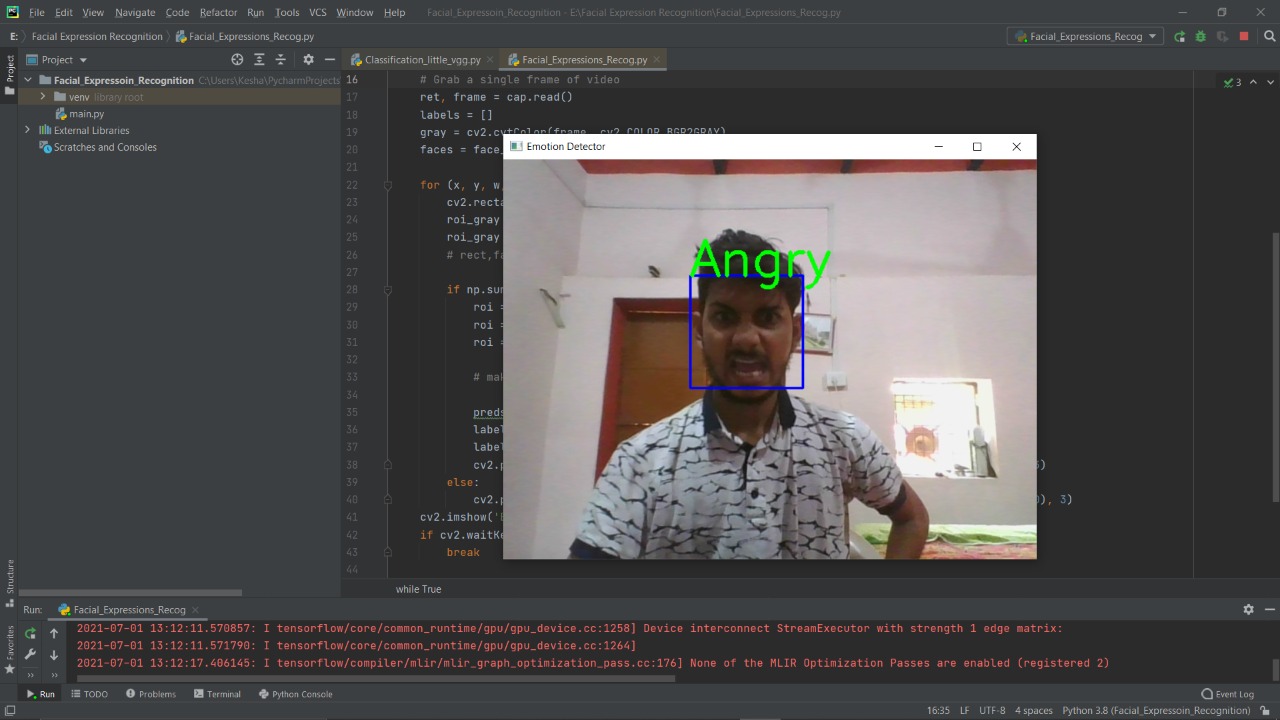 File Edit View Navigate Code Refactor Run Tools VCS Window Help Facial_Expressoin_Recognition - E:\Facial Expression Recognition\Facial_Expressions_Recog.py
E: Facial Expression Recognition Facial_Expressions_Recog.py Facial_Expressions_Recog
Project Classification_little_vgg.py Facial_Expressions_Recog.py
Project
Facial_Expressoin_Recognition C:\Users\Kesha\PycharmProjects
venv library root
main.py
External Libraries
Scratches and Consoles
3
16 # Grab a single frame of video
17 ret, frame = cap.read()
18 labels = []
19 gray = cv2.cvtColor(frame, cv2.COLOR_BGR2GRAY)
20 faces = face_
21
22 for (x, y, w,
23 cv2.recta
24 roi_gray
25 roi_gray
26 # rect,fa
27
28 if np.sum
29 roi =
30 roi =
31 roi =
32
33 # mak
34
35 preds
36 label
37 label
38 cv2.p )
39 else:
40 cv2.p ), 3)
41 cv2.imshow('E
42 if cv2.waitKe
43 break
44
Emotion Detector
Angry
while True
Structure
Favorites
Run: Facial_Expressions_Recog
2021-07-01 13:12:11.570857: I tensorflow/core/common_runtime/gpu/gpu_device.cc:1258] Device interconnect StreamExecutor with strength 1 edge matrix:
2021-07-01 13:12:11.571790: I tensorflow/core/common_runtime/gpu/gpu_device.cc:1264]
2021-07-01 13:12:17.406145: I tensorflow/compiler/mlir/mlir_graph_optimization_pass.cc:176] None of the MLIR Optimization Passes are enabled (registered 2)
Run TODO Problems Terminal Python Console Event Log
16:35 LF UTF-8 4 spaces Python 3.8 (Facial_Expressoin_Recognition)